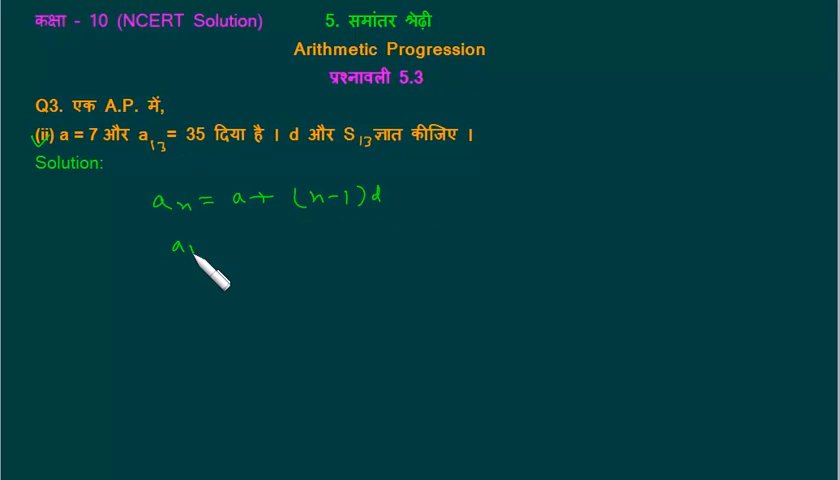 कक्षा - 10 (NCERT Solution) 5. समांतर श्रेढ़ी
Arithmetic Progression
प्रश्नावली 5.3
Q3. एक A.P. में,
(ii) a = 7 और a₁₃ = 35 दिया है । d और S₁₃ ज्ञात कीजिए ।
Solution:
aₙ = a + (n-1)d
a₁